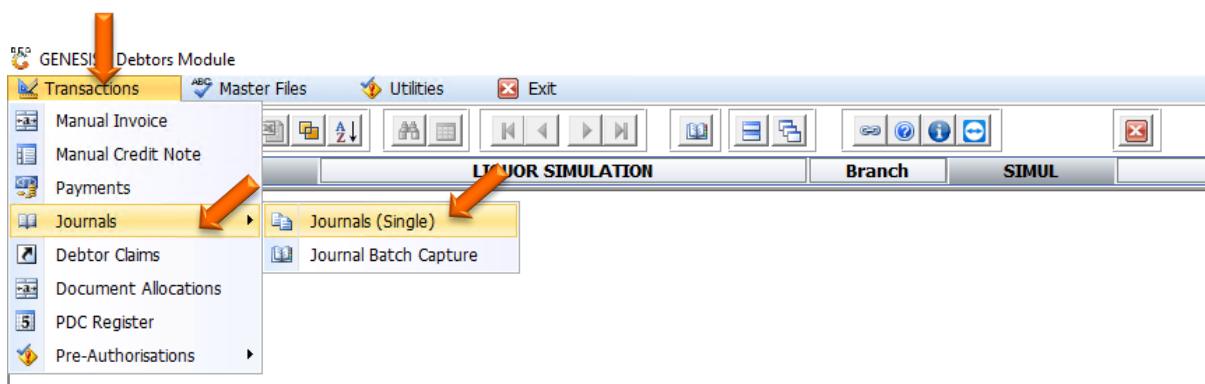 GENESIS Debtors Module
Transactions Master Files Utilities Exit
Manual Invoice
Manual Credit Note
LIQUOR SIMULATION Branch SIMUL
Payments
Journals Journals (Single)
Debtor Claims Journal Batch Capture
Document Allocations
PDC Register
Pre-Authorisations